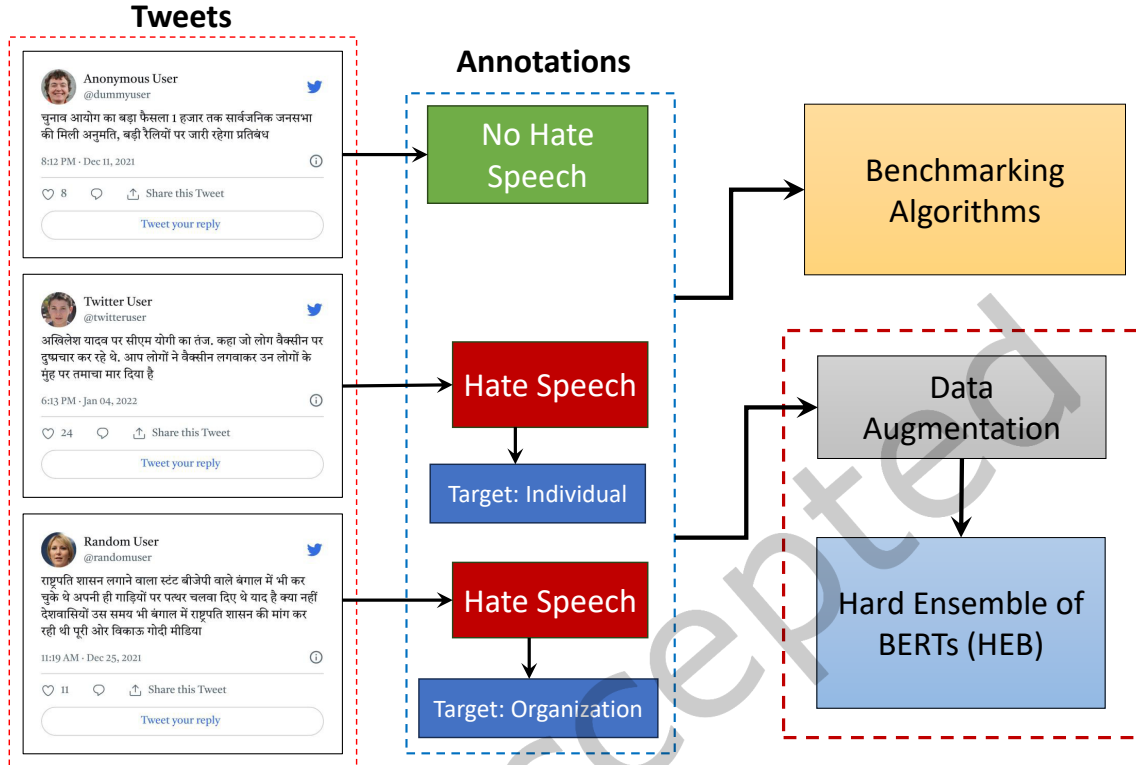 Tweets
Anonymous User
@dummyuser
चुनाव आयोग का बड़ा फैसला 1 हजार तक सार्वजनिक जनसभा
की मिली अनुमति, बड़ी रैलियों पर जारी रहेगा प्रतिबंध
8:12 PM · Dec 11, 2021
8
Share this Tweet
Tweet your reply
Twitter User
@twitteruser
अखिलेश यादव पर सीएम योगी का तंज. कहा जो लोग वैक्सीन पर
दुष्प्रचार कर रहे थे. आप लोगों ने वैक्सीन लगवाकर उन लोगों के
मुंह पर तमाचा मार दिया है
6:13 PM · Jan 04, 2022
24
Share this Tweet
Tweet your reply
Random User
@randomuser
राष्ट्रपति शासन लगाने वाला स्टंट बीजेपी वाले बंगाल में भी कर
चुके थे अपनी ही गाड़ियों पर पत्थर चलवा दिए थे याद है क्या नहीं
देशवासियों उस समय भी बंगाल में राष्ट्रपति शासन की मांग कर
रही थी पूरी ओर विकाऊ गोदी मीडिया
11:19 AM · Dec 25, 2021
11
Share this Tweet
Tweet your reply
Annotations
No Hate
Speech
Hate Speech
Target: Individual
Hate Speech
Target: Organization
Benchmarking
Algorithms
Data
Augmentation
Hard Ensemble of
BERTs (HEB)